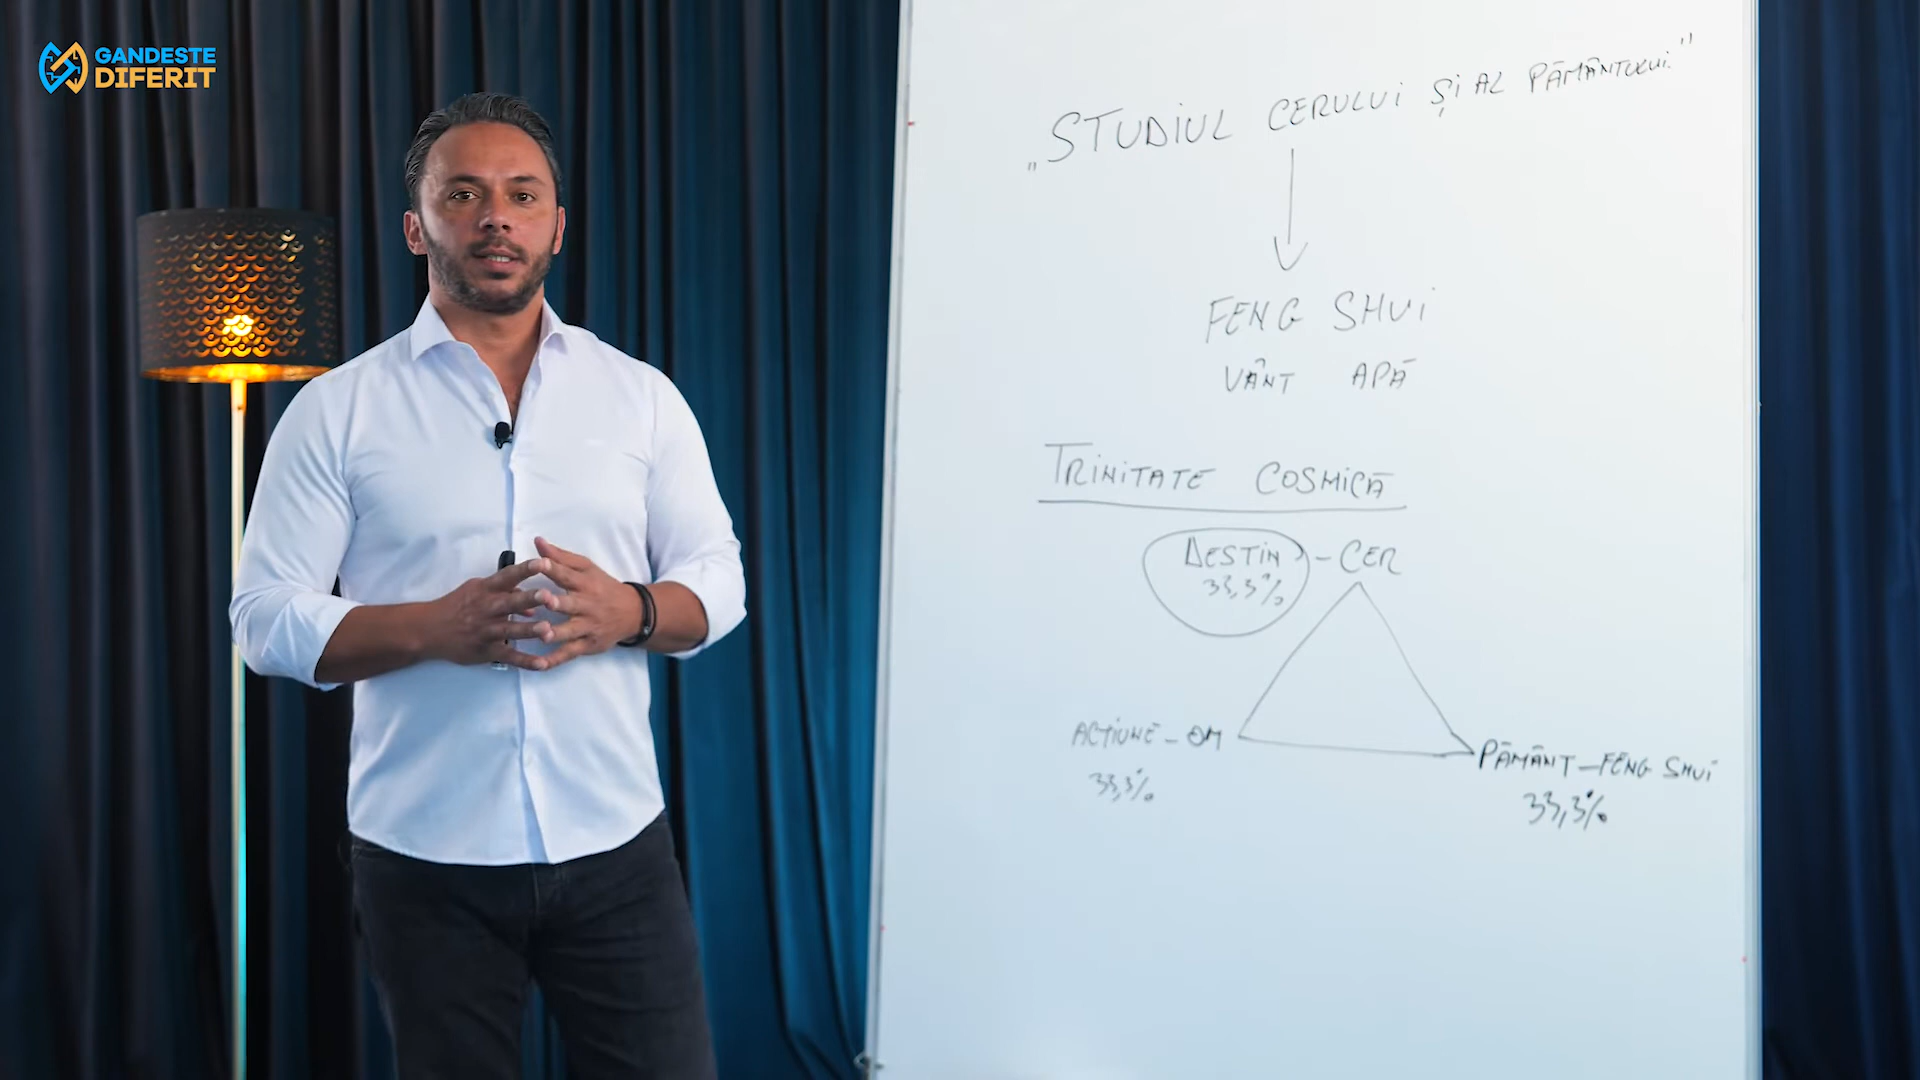 GANDESTE
DIFERIT
„STUDIUL CERULUI ȘI AL PĂMÂNTULUI.”
FENG SHUI
VÂNT APĂ
TRINITATE COSMICĂ
DESTIN - CER
33,3%
ACȚIUNE - OM
33,3%
PĂMÂNT - FENG SHUI
33,3%